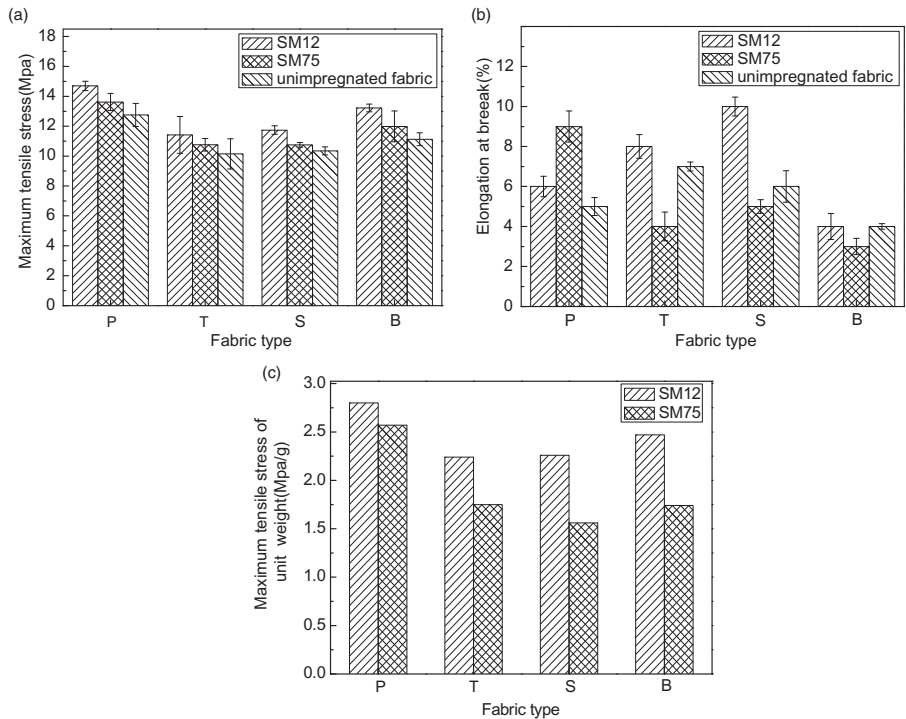 (a)
18
16
14
12
10
8
6
4
2
0
Maximum tensile stress(Mpa)
SM12
SM75
unimpregnated fabric
P T S B
Fabric type
(b)
12
10
8
6
4
2
0
Elongation at breeak(%)
SM12
SM75
unimpregnated fabric
P T S B
Fabric type
(c)
3.0
2.5
2.0
1.5
1.0
0.5
0.0
Maximum tensile stress of
unit weight(Mpa/g)
SM12
SM75
P T S B
Fabric type